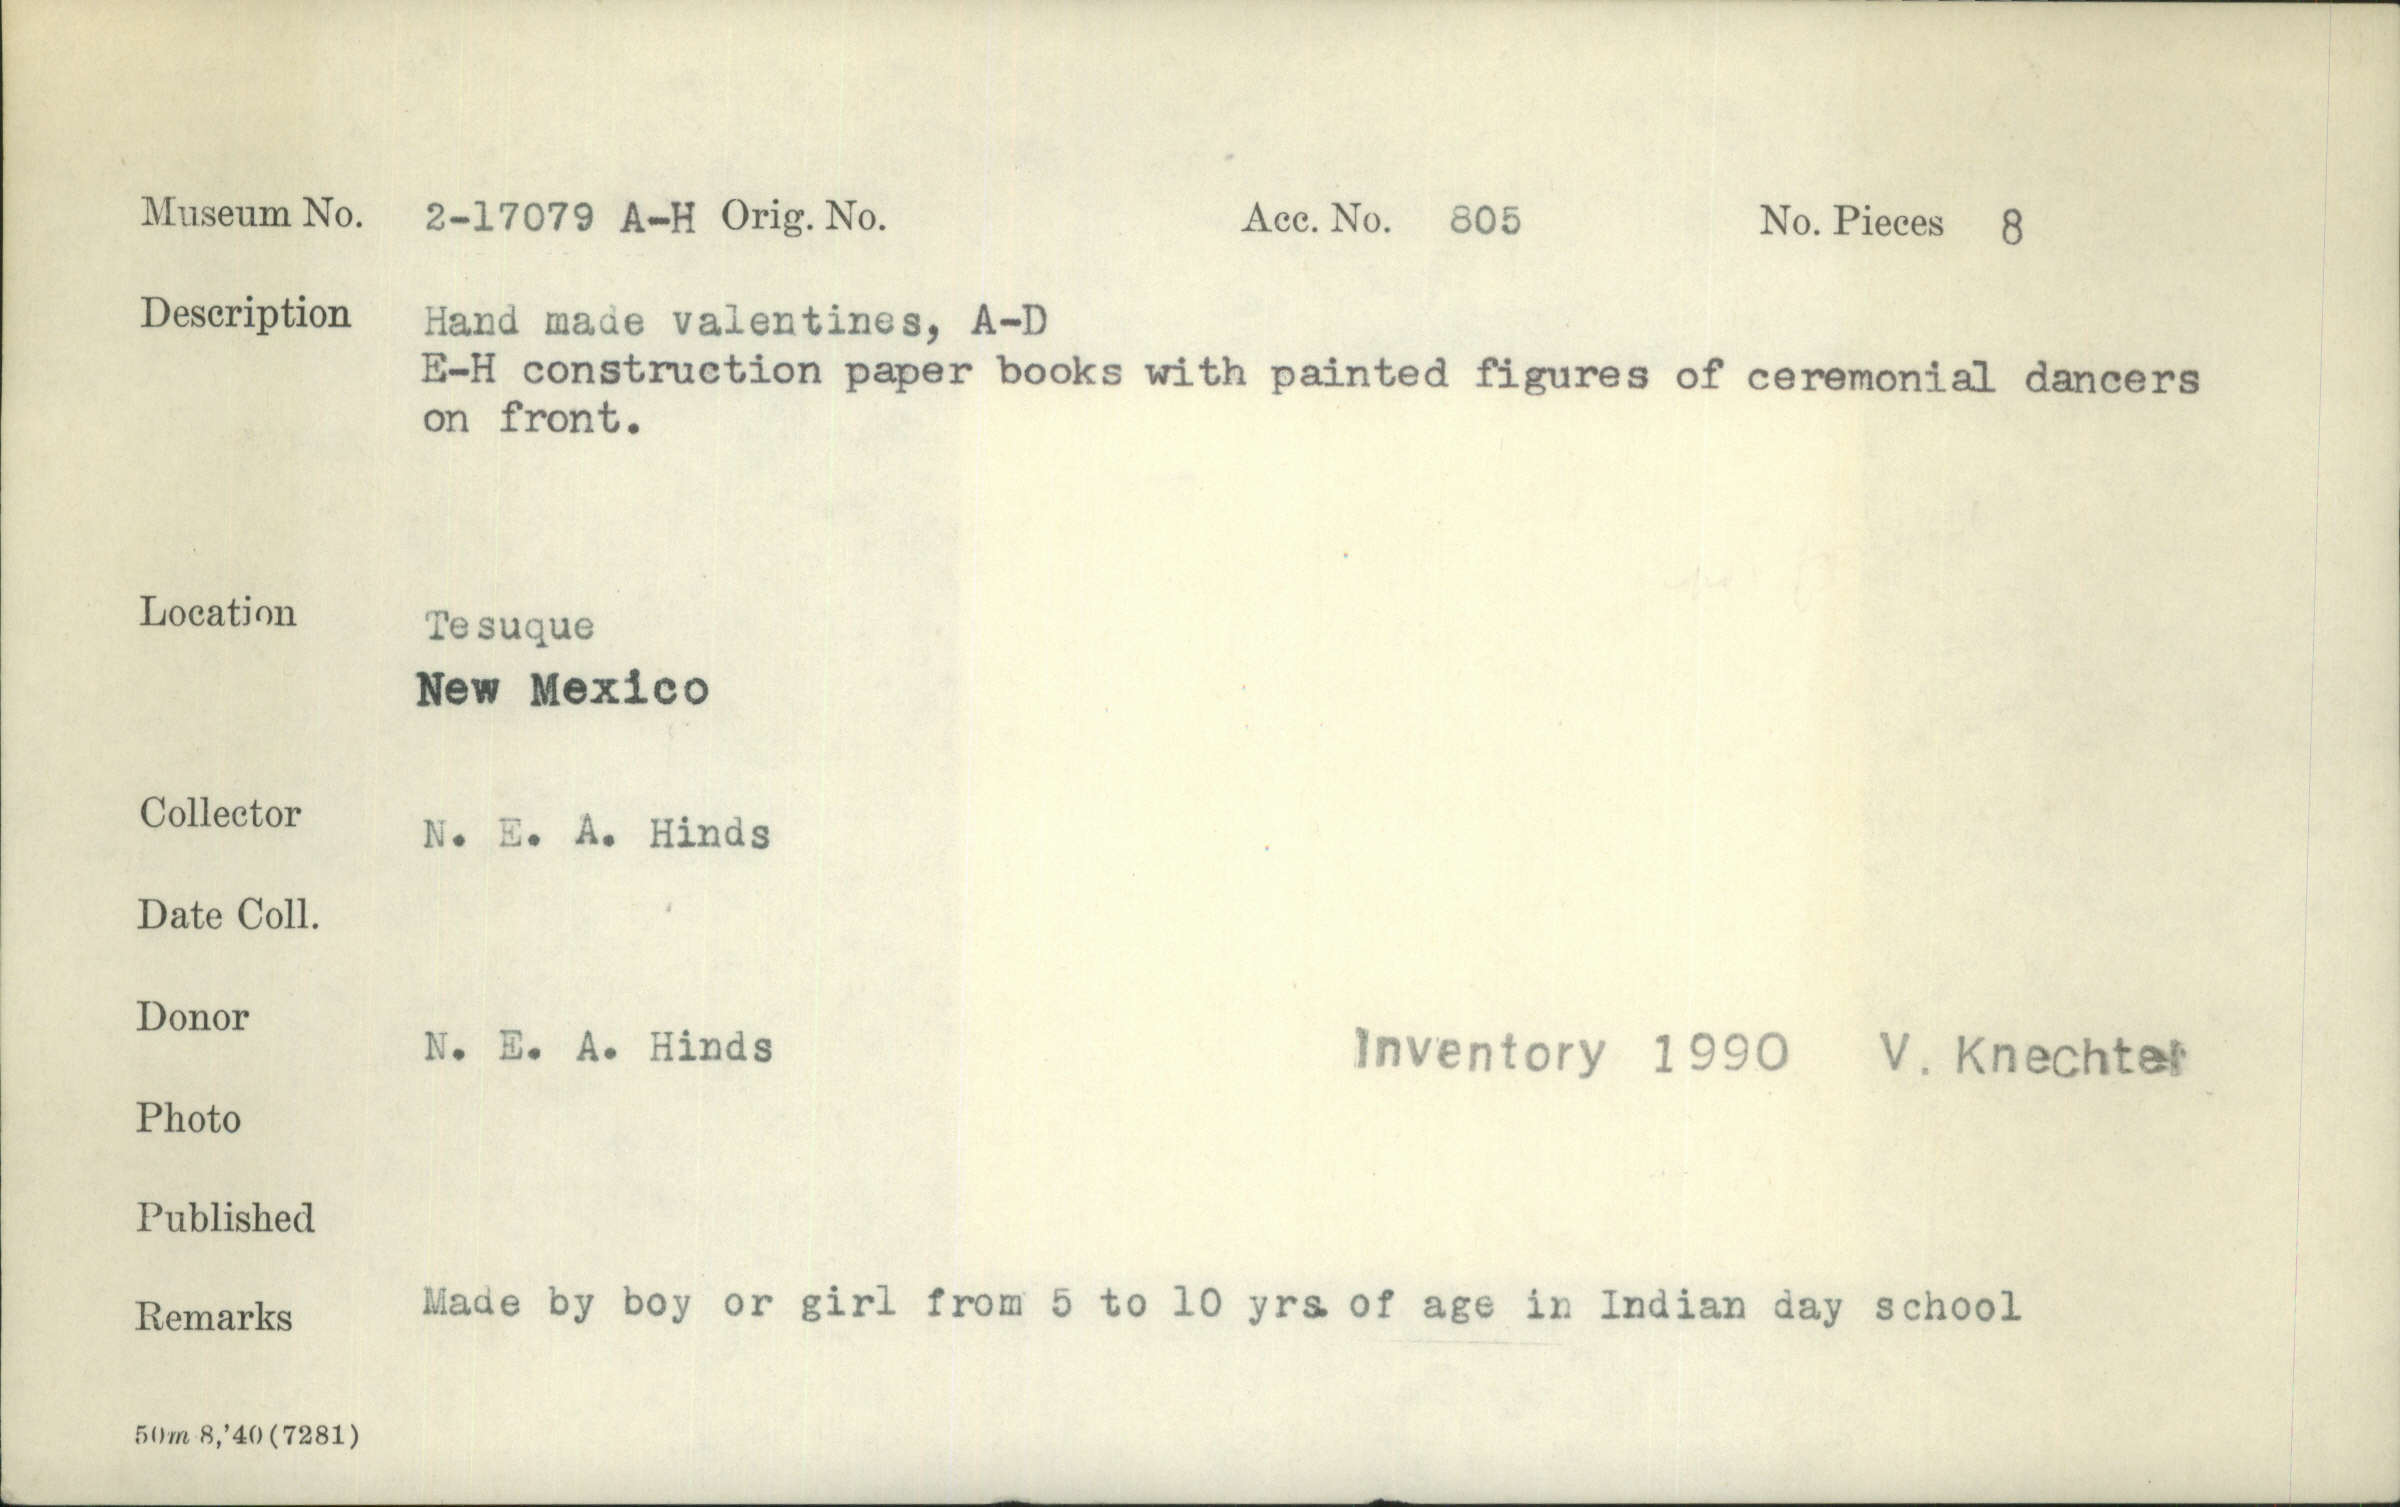 Museum No. 2-17079 A-H Orig. No. Acc. No. 805 No. Pieces 8
Description Hand made valentines, A-D
E-H construction paper books with painted figures of ceremonial dancers
on front.
Location Tesuque
New Mexico
Collector N. E. A. Hinds
Date Coll.
Donor N. E. A. Hinds Inventory 1990 V. Knechtel
Photo
Published
Remarks Made by boy or girl from 5 to 10 yrs of age in Indian day school
50m 8,'40(7281)